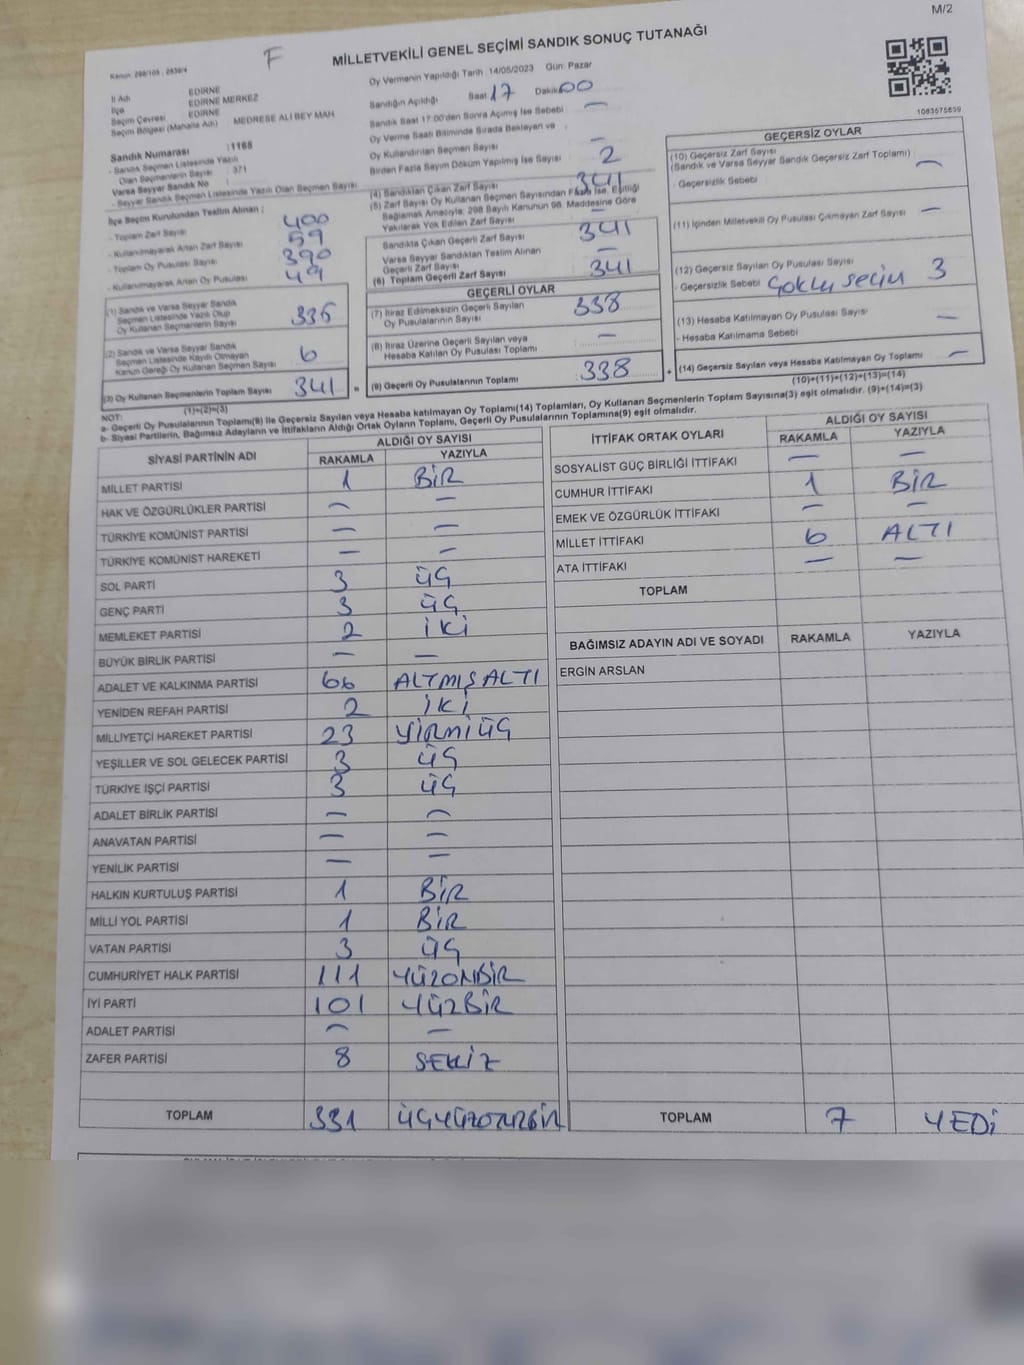 M/2
F
MİLLETVEKİLİ GENEL SEÇİMİ SANDIK SONUÇ TUTANAĞI
İl Adı EDİRNE
İlçe EDİRNE MERKEZ
Seçim Çevresi EDİRNE
Seçim Bölgesi (Mahalle Adı) MEDRESE ALİ BEY MAH
Sandık Numarası : 1165
- Sandık Seçmen Listesinde Yazılı
Olan Seçmenlerin Sayısı : 371
Varsa Seyyar Sandık No :
- Seyyar Sandık Seçmen Listesinde Yazılı Olan Seçmen Sayısı :
İlçe Seçim Kurulundan Teslim Alınan :
- Toplam Zarf Sayısı 400
- Kullanılmayarak Artan Zarf Sayısı 59
- Toplam Oy Pusulası Sayısı 390
- Kullanılmayarak Artan Oy Pusulası 49
(1) Sandık ve Varsa Seyyar Sandık
Seçmen Listesinde Yazılı Olup
Oy Kullanan Seçmenlerin Sayısı 335
(2) Sandık ve Varsa Seyyar Sandık
Seçmen Listesinde Kayıtlı Olmayan
Kanun Gereği Oy Kullanan Seçmen Sayısı 6
(3) Oy Kullanan Seçmenlerin Toplam Sayısı 341 =
(1)+(2)=(3)
Oy Vermenin Yapıldığı Tarih : 14/05/2023 Gün: Pazar
Sandığın Açıldığı Saat 17 Dakika 00
Sandık Saat 17:00'den Sonra Açılmış İse Sebebi : —
Oy Verme Saati Bitiminde Sırada Bekleyen ve
Oy Kullandırılan Seçmen Sayısı : —
Birden Fazla Sayım Döküm Yapılmış İse Sayısı : 2
(4) Sandıktan Çıkan Zarf Sayısı 341
(5) Zarf Sayısı Oy Kullanan Seçmen Sayısından Fazla İse, Eşitliği
Bağlamak Amacıyla, 298 Sayılı Kanunun 98. Maddesine Göre
Yakılarak Yok Edilen Zarf Sayısı —
Sandıkta Çıkan Geçerli Zarf Sayısı 341
Varsa Seyyar Sandıktan Teslim Alınan
Geçerli Zarf Sayısı —
(6) Toplam Geçerli Zarf Sayısı 341
GEÇERLİ OYLAR
(7) İtiraz Edilmeksizin Geçerli Sayılan
Oy Pusulalarının Sayısı 338
(8) İtiraz Üzerine Geçerli Sayılan veya
Hesaba Katılan Oy Pusulası Toplamı —
(9) Geçerli Oy Pusulalarının Toplamı 338 +
1083575639
GEÇERSİZ OYLAR
(10) Geçersiz Zarf Sayısı
(Sandık ve Varsa Seyyar Sandık Geçersiz Zarf Toplamı) —
- Geçersizlik Sebebi :
(11) İçinden Milletvekili Oy Pusulası Çıkmayan Zarf Sayısı —
(12) Geçersiz Sayılan Oy Pusulası Sayısı 3
- Geçersizlik Sebebi Çoklu seçim
(13) Hesaba Katılmayan Oy Pusulası Sayısı —
- Hesaba Katılmama Sebebi
(14) Geçersiz Sayılan veya Hesaba Katılmayan Oy Toplamı —
(10)+(11)+(12)+(13)=(14)
NOT:
a- Geçerli Oy Pusulalarının Toplamı(9) ile Geçersiz Sayılan veya Hesaba katılmayan Oy Toplamı(14) Toplamları, Oy Kullanan Seçmenlerin Toplam Sayısına(3) eşit olmalıdır. (9)+(14)=(3)
b- Siyasi Partilerin, Bağımsız Adayların ve İttifakların Aldığı Ortak Oyların Toplamı, Geçerli Oy Pusulalarının Toplamına(9) eşit olmalıdır.
SİYASİ PARTİNİN ADI ALDIĞI OY SAYISI
RAKAMLA YAZIYLA
MİLLET PARTİSİ 1 BİR
HAK VE ÖZGÜRLÜKLER PARTİSİ — —
TÜRKİYE KOMÜNİST PARTİSİ — —
TÜRKİYE KOMÜNİST HAREKETİ — —
SOL PARTİ 3 ÜÇ
GENÇ PARTİ 3 ÜÇ
MEMLEKET PARTİSİ 2 İKİ
BÜYÜK BİRLİK PARTİSİ — —
ADALET VE KALKINMA PARTİSİ 66 ALTMIŞALTI
YENİDEN REFAH PARTİSİ 2 İKİ
MİLLİYETÇİ HAREKET PARTİSİ 23 YİRMİÜÇ
YEŞİLLER VE SOL GELECEK PARTİSİ 3 ÜÇ
TÜRKİYE İŞÇİ PARTİSİ 3 ÜÇ
ADALET BİRLİK PARTİSİ — —
ANAVATAN PARTİSİ — —
YENİLİK PARTİSİ — —
HALKIN KURTULUŞ PARTİSİ 1 BİR
MİLLİ YOL PARTİSİ 1 BİR
VATAN PARTİSİ 3 ÜÇ
CUMHURİYET HALK PARTİSİ 111 YÜZONBİR
İYİ PARTİ 101 YÜZBİR
ADALET PARTİSİ — —
ZAFER PARTİSİ 8 SEKİZ
TOPLAM 331 ÜÇYÜZOTUZBİR
İTTİFAK ORTAK OYLARI ALDIĞI OY SAYISI
RAKAMLA YAZIYLA
SOSYALİST GÜÇ BİRLİĞİ İTTİFAKI — —
CUMHUR İTTİFAKI 1 BİR
EMEK VE ÖZGÜRLÜK İTTİFAKI — —
MİLLET İTTİFAKI 6 ALTI
ATA İTTİFAKI — —
TOPLAM
BAĞIMSIZ ADAYIN ADI VE SOYADI RAKAMLA YAZIYLA
ERGİN ARSLAN
TOPLAM 7 YEDİ